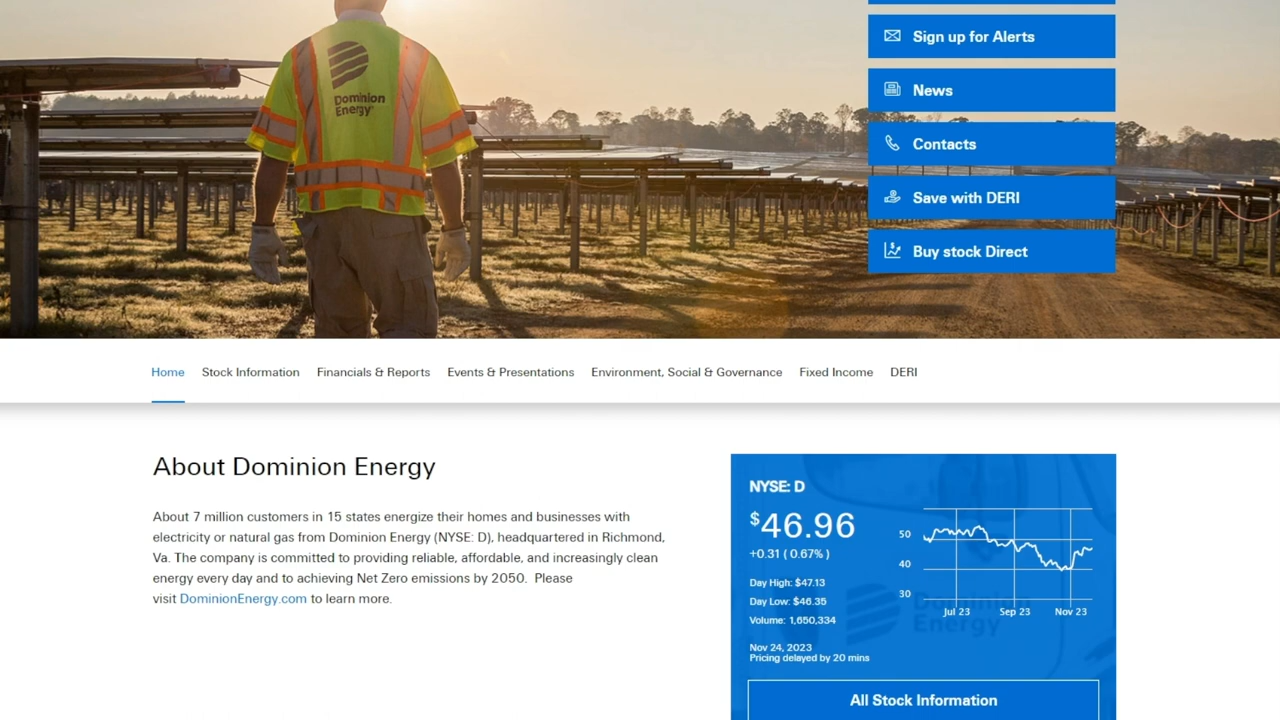 Dominion
Energy®
Sign up for Alerts
News
Contacts
Save with DERI
Buy stock Direct
Home Stock Information Financials & Reports Events & Presentations Environment, Social & Governance Fixed Income DERI
About Dominion Energy
About 7 million customers in 15 states energize their homes and businesses with
electricity or natural gas from Dominion Energy (NYSE: D), headquartered in Richmond,
Va. The company is committed to providing reliable, affordable, and increasingly clean
energy every day and to achieving Net Zero emissions by 2050. Please
visit DominionEnergy.com to learn more.
NYSE: D
$46.96
+0.31 ( 0.67% )
Day High: $47.13
Day Low: $46.35
Volume: 1,650,334
Nov 24, 2023
Pricing delayed by 20 mins
50
40
30
Jul 23 Sep 23 Nov 23
Dominion
Energy
All Stock Information